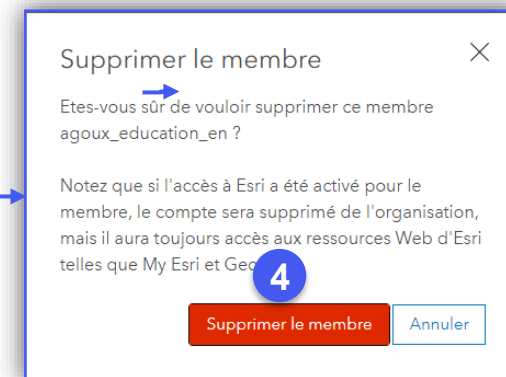 Supprimer le membre
Etes-vous sûr de vouloir supprimer ce membre
agoux_education_en ?
Notez que si l'accès à Esri a été activé pour le
membre, le compte sera supprimé de l'organisation,
mais il aura toujours accès aux ressources Web d'Esri
telles que My Esri et
4
Supprimer le membre
Annuler